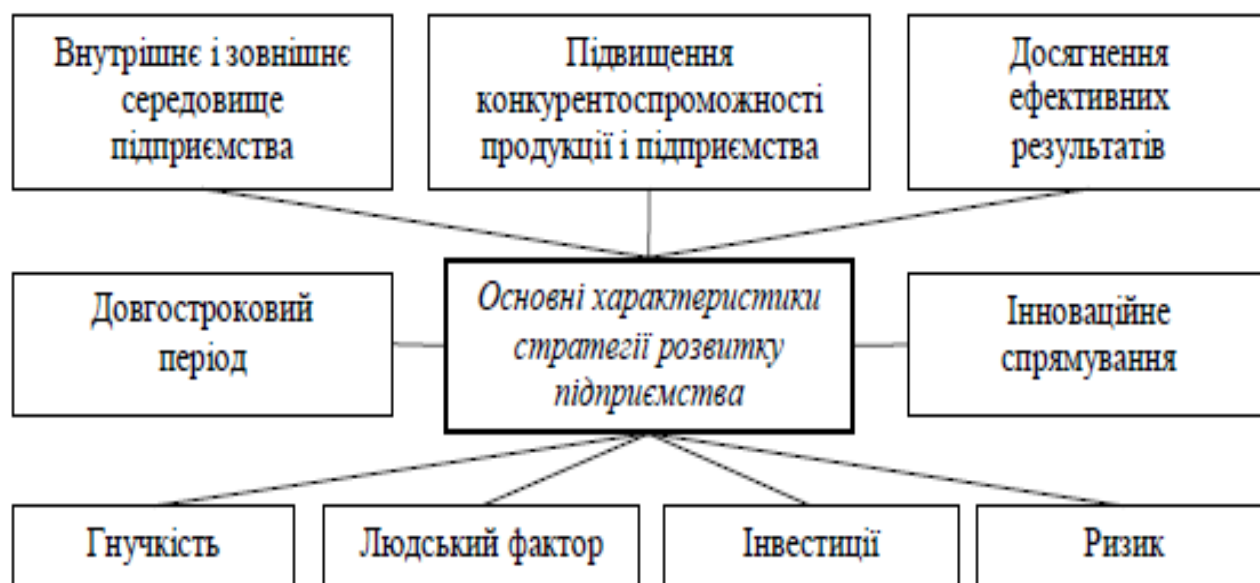 Внутрішнє і зовнішнє
середовище
підприємства
Підвищення
конкурентоспроможності
продукції і підприємства
Досягнення
ефективних
результатів
Довгостроковий
період
Основні характеристики
стратегії розвитку
підприємства
Інноваційне
спрямування
Гнучкість
Людський фактор
Інвестиції
Ризик